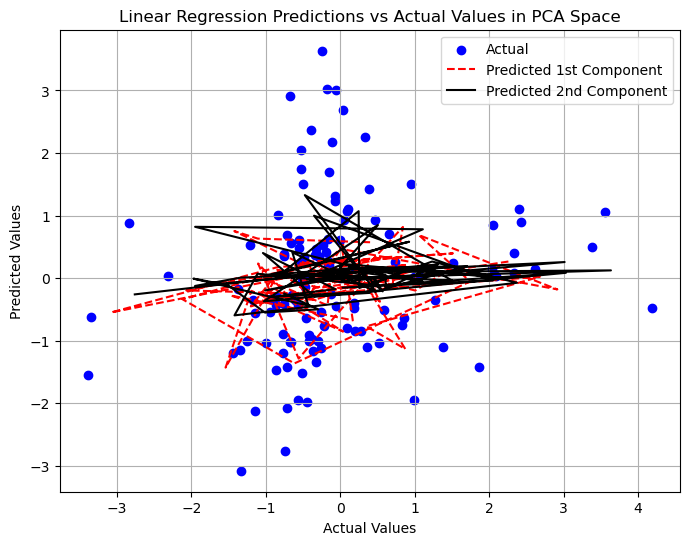 Linear Regression Predictions vs Actual Values in PCA Space
Actual
Predicted 1st Component
Predicted 2nd Component
Predicted Values
3
2
1
0
−1
−2
−3
−3 −2 −1 0 1 2 3 4
Actual Values